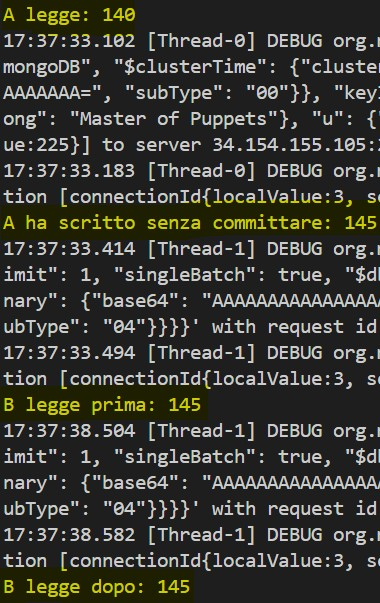 A legge: 140
17:37:33.102 [Thread-0] DEBUG org.
mongoDB", "$clusterTime": {"cluste
AAAAAAA=", "subType": "00"}}, "key
ong": "Master of Puppets"}, "u": {
ue:225}] to server 34.154.155.105:
17:37:33.183 [Thread-0] DEBUG org.
tion [connectionId{localValue:3, s
A ha scritto senza committare: 145
17:37:33.414 [Thread-1] DEBUG org.
imit": 1, "singleBatch": true, "$d
nary": {"base64": "AAAAAAAAAAAAAAA
ubType": "04"}}}}' with request id
17:37:33.494 [Thread-1] DEBUG org.
tion [connectionId{localValue:3, s
B legge prima: 145
17:37:38.504 [Thread-1] DEBUG org.
imit": 1, "singleBatch": true, "$d
nary": {"base64": "AAAAAAAAAAAAAAA
ubType": "04"}}}}' with request id
17:37:38.582 [Thread-1] DEBUG org.
tion [connectionId{localValue:3, s
B legge dopo: 145